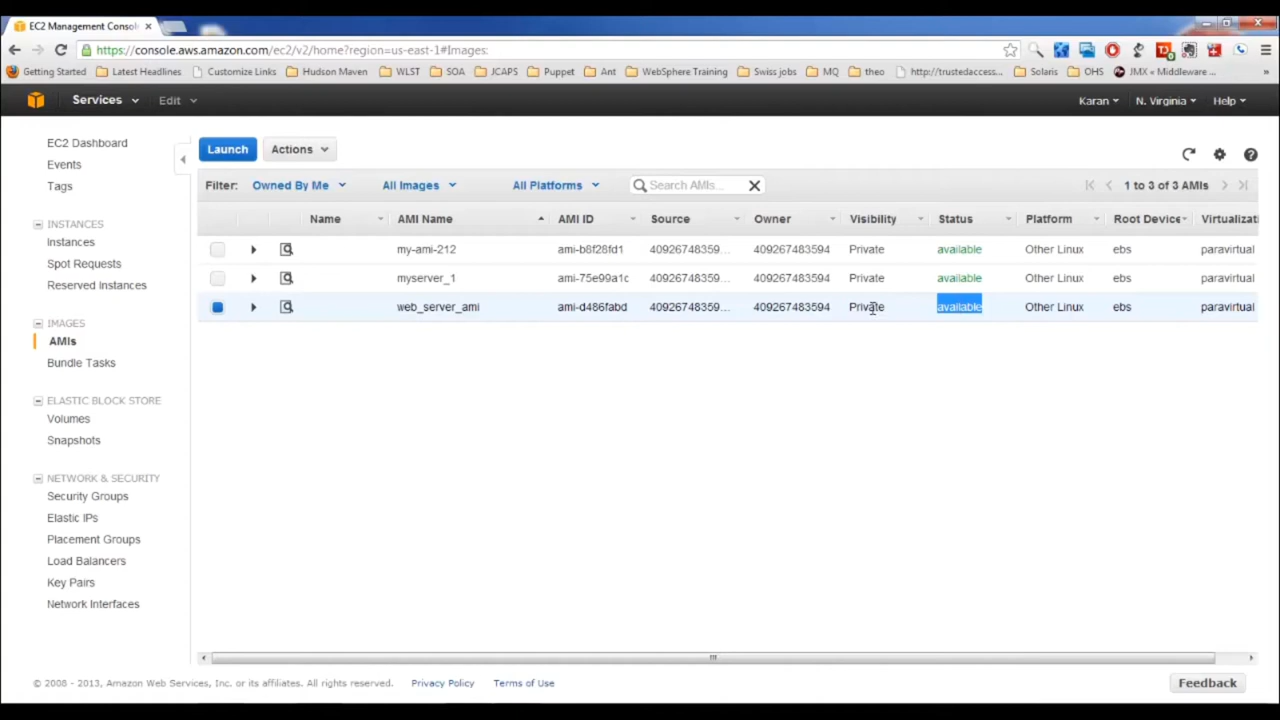 EC2 Management Consol
https://console.aws.amazon.com/ec2/v2/home?region=us-east-1#Images:
Getting Started Latest Headlines Customize Links Hudson Maven WLST SOA JCAPS Puppet Ant WebSphere Training Swiss jobs MQ theo http://trustedaccess... Solaris OHS JMX « Middleware ... »
Services Edit Karan N. Virginia Help
EC2 Dashboard
Events
Tags
INSTANCES
Instances
Spot Requests
Reserved Instances
IMAGES
AMIs
Bundle Tasks
ELASTIC BLOCK STORE
Volumes
Snapshots
NETWORK & SECURITY
Security Groups
Elastic IPs
Placement Groups
Load Balancers
Key Pairs
Network Interfaces
Launch Actions
Filter: Owned By Me All Images All Platforms Search AMIs... 1 to 3 of 3 AMIs
Name AMI Name AMI ID Source Owner Visibility Status Platform Root Device Virtualizati
my-ami-212 ami-b8f28fd1 40926748359... 409267483594 Private available Other Linux ebs paravirtual
myserver_1 ami-75e99a1c 40926748359... 409267483594 Private available Other Linux ebs paravirtual
web_server_ami ami-d486fabd 40926748359... 409267483594 Private available Other Linux ebs paravirtual
© 2008 - 2013, Amazon Web Services, Inc. or its affiliates. All rights reserved. Privacy Policy Terms of Use Feedback